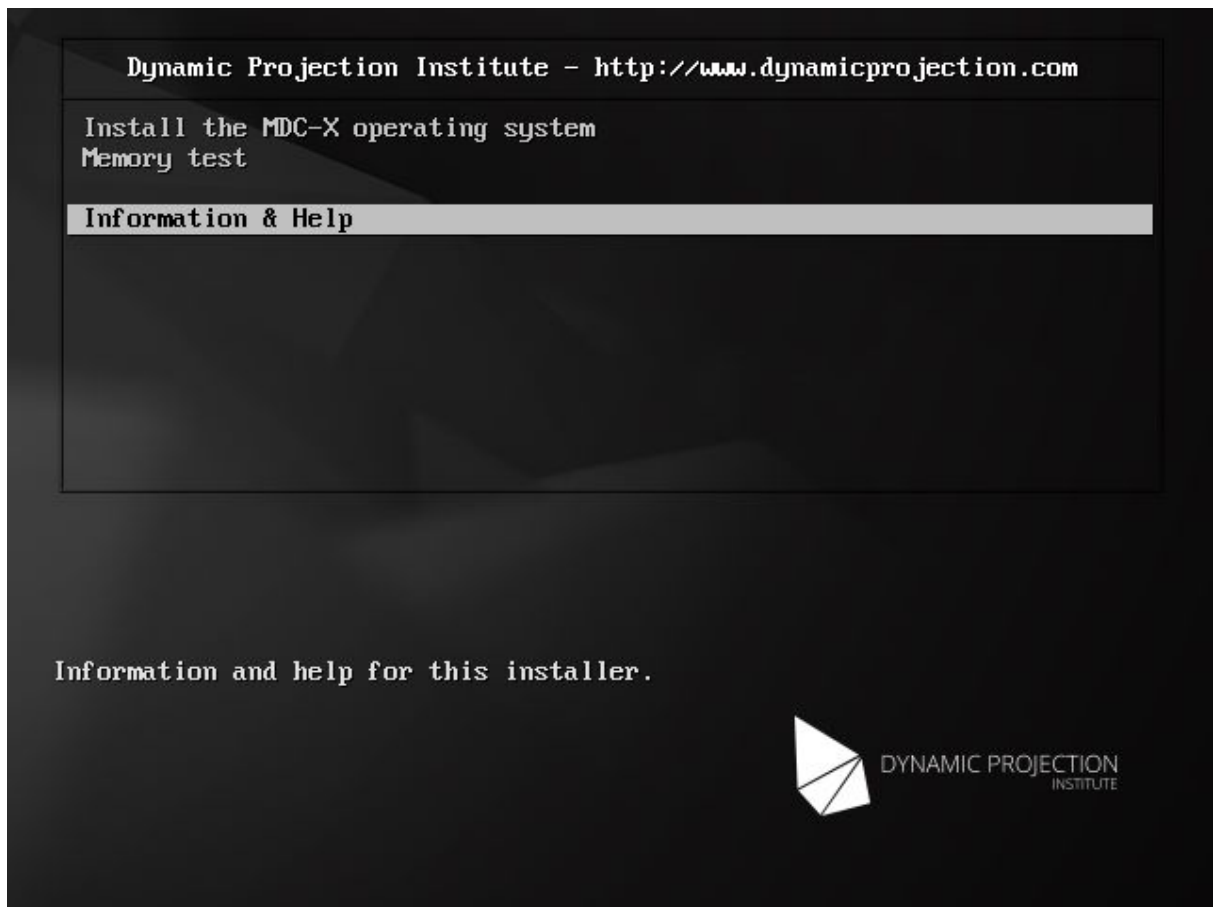 Dynamic Projection Institute - http://www.dynamicprojection.com
Install the MDC-X operating system
Memory test
Information & Help
Information and help for this installer.
DYNAMIC PROJECTION
INSTITUTE